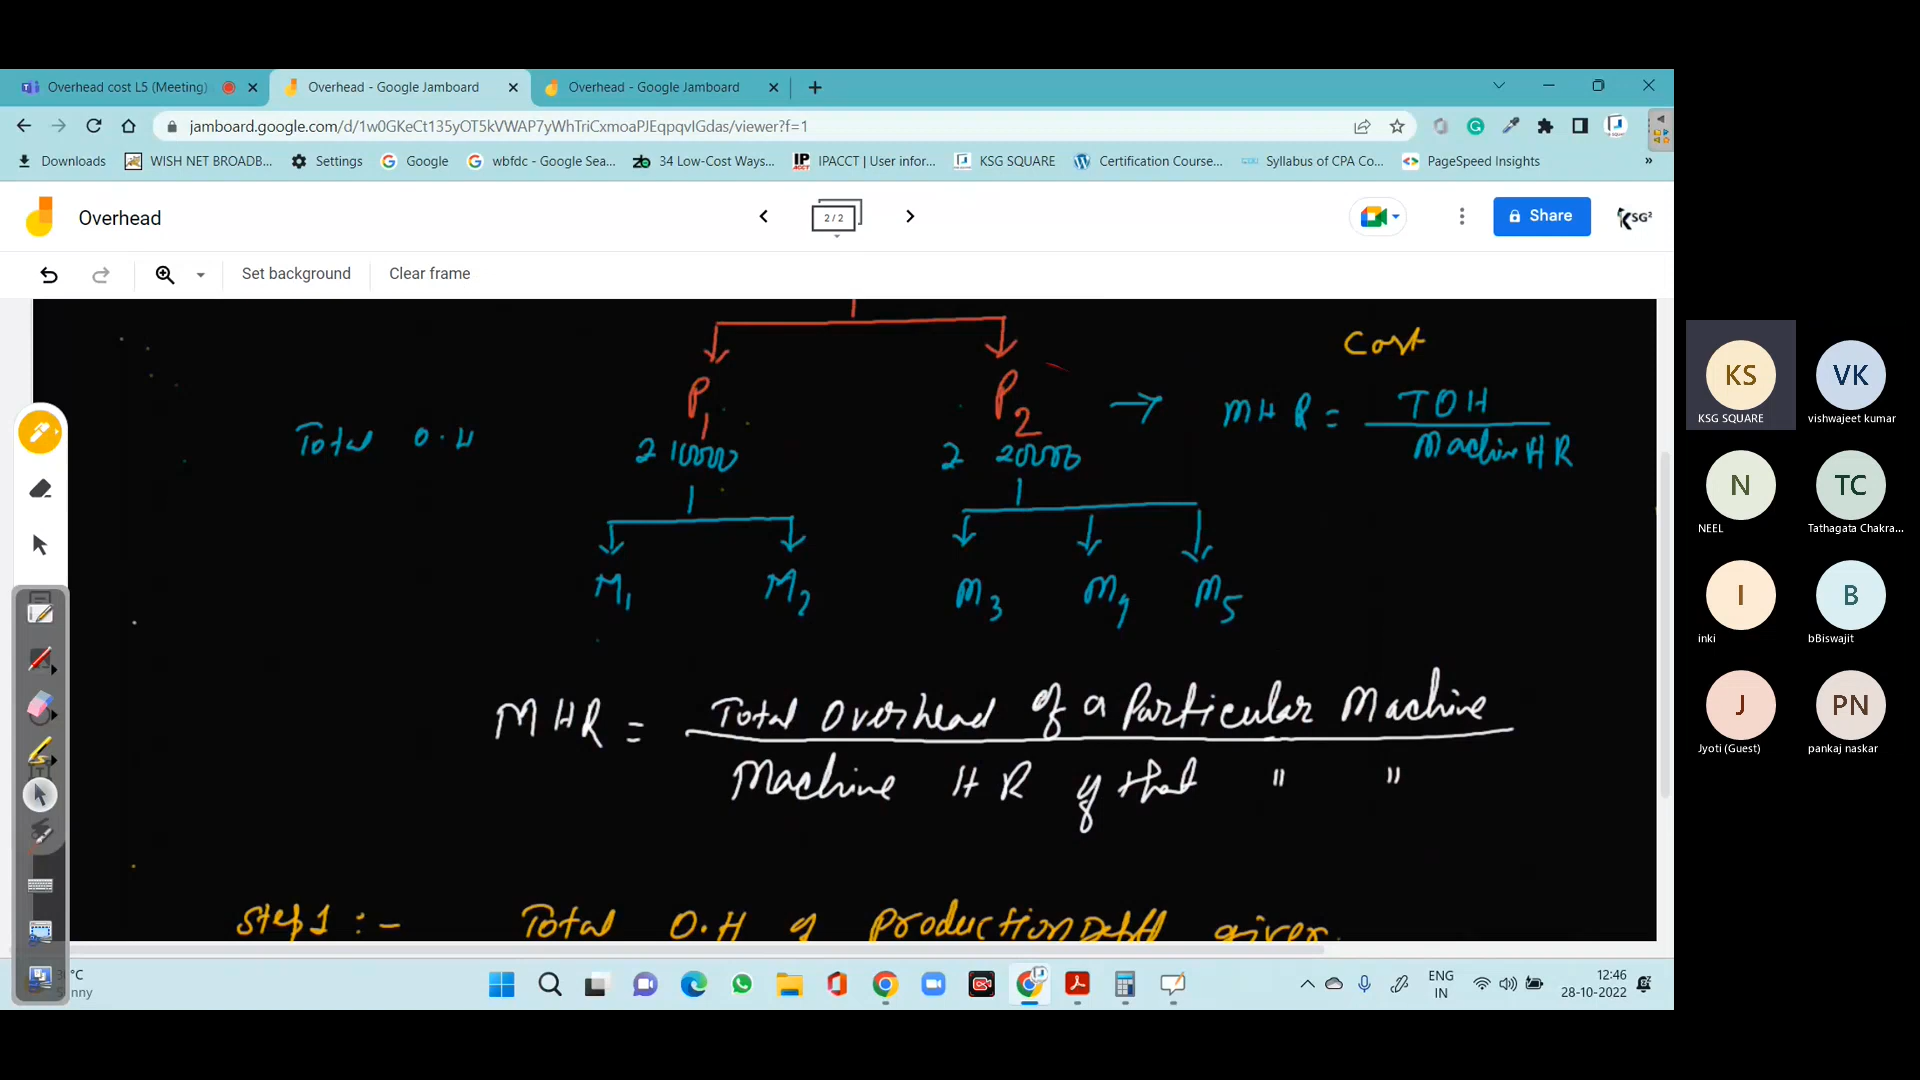 Overhead cost L5 (Meeting)
Overhead - Google Jamboard
Overhead - Google Jamboard
jamboard.google.com/d/1w0GKeCt135yOT5kVWAP7yWhTriCxmoaPJEqpqvIGdas/viewer?f=1
Downloads WISH NET BROADB... Settings Google wbfdc - Google Sea... 34 Low-Cost Ways... IPACCT | User infor... KSG SQUARE Certification Course... Syllabus of CPA Co... PageSpeed Insights »
Overhead
2 / 2
Share
KSG²
Set background Clear frame
Cost
P1 P2 → MHR = TOH
Machine HR
Total O.H 2 10000 2 20000
M1 M2 M3 M4 M5
MHR = Total Overhead of a Particular Machine
Machine HR of that " "
Step 1 :- Total O.H of Production Deptt given
KS
KSG SQUARE
VK
vishwajeet kumar
N
NEEL
TC
Tathagata Chakra...
I
inki
B
bBiswajit
J
Jyoti (Guest)
PN
pankaj naskar
°C
ENG
IN
12:46
28-10-2022